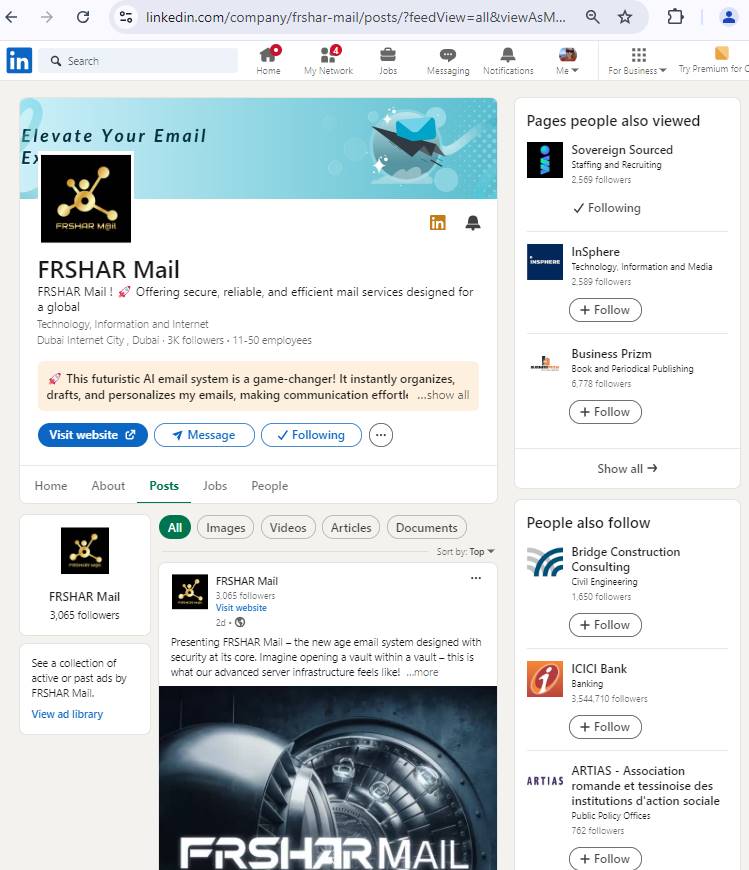 linkedin.com/company/frshar-mail/posts/?feedView=all&viewAsM...
in
Search
Home
My Network
4
Jobs
Messaging
Notifications
Me
For Business
Try Premium for
Elevate Your Email
FRSHAR M@IL
in
FRSHAR Mail
FRSHAR Mail ! 🚀 Offering secure, reliable, and efficient mail services designed for
a global
Technology, Information and Internet
Dubai Internet City , Dubai · 3K followers · 11-50 employees
🚀 This futuristic AI email system is a game-changer! It instantly organizes,
drafts, and personalizes my emails, making communication effortl ...show all
Visit website
Message
Following
Home
About
Posts
Jobs
People
FRSHAR Mail
3,065 followers
See a collection of
active or past ads by
FRSHAR Mail.
View ad library
All
Images
Videos
Articles
Documents
Sort by: Top
FRSHAR Mail
3,065 followers
Visit website
2d •
Presenting FRSHAR Mail – the new age email system designed with
security at its core. Imagine opening a vault within a vault – this is
what our advanced server infrastructure feels like! ...more
FRSHAR MAIL
Pages people also viewed
Sovereign Sourced
Staffing and Recruiting
2,569 followers
Following
INSPHERE
InSphere
Technology, Information and Media
2,589 followers
+ Follow
Business Prizm
Book and Periodical Publishing
6,778 followers
+ Follow
Show all →
People also follow
Bridge Construction
Consulting
Civil Engineering
1,650 followers
+ Follow
ICICI Bank
Banking
3,544,710 followers
+ Follow
ARTIAS
ARTIAS - Association
romande et tessinoise des
institutions d'action sociale
Public Policy Offices
762 followers
+ Follow